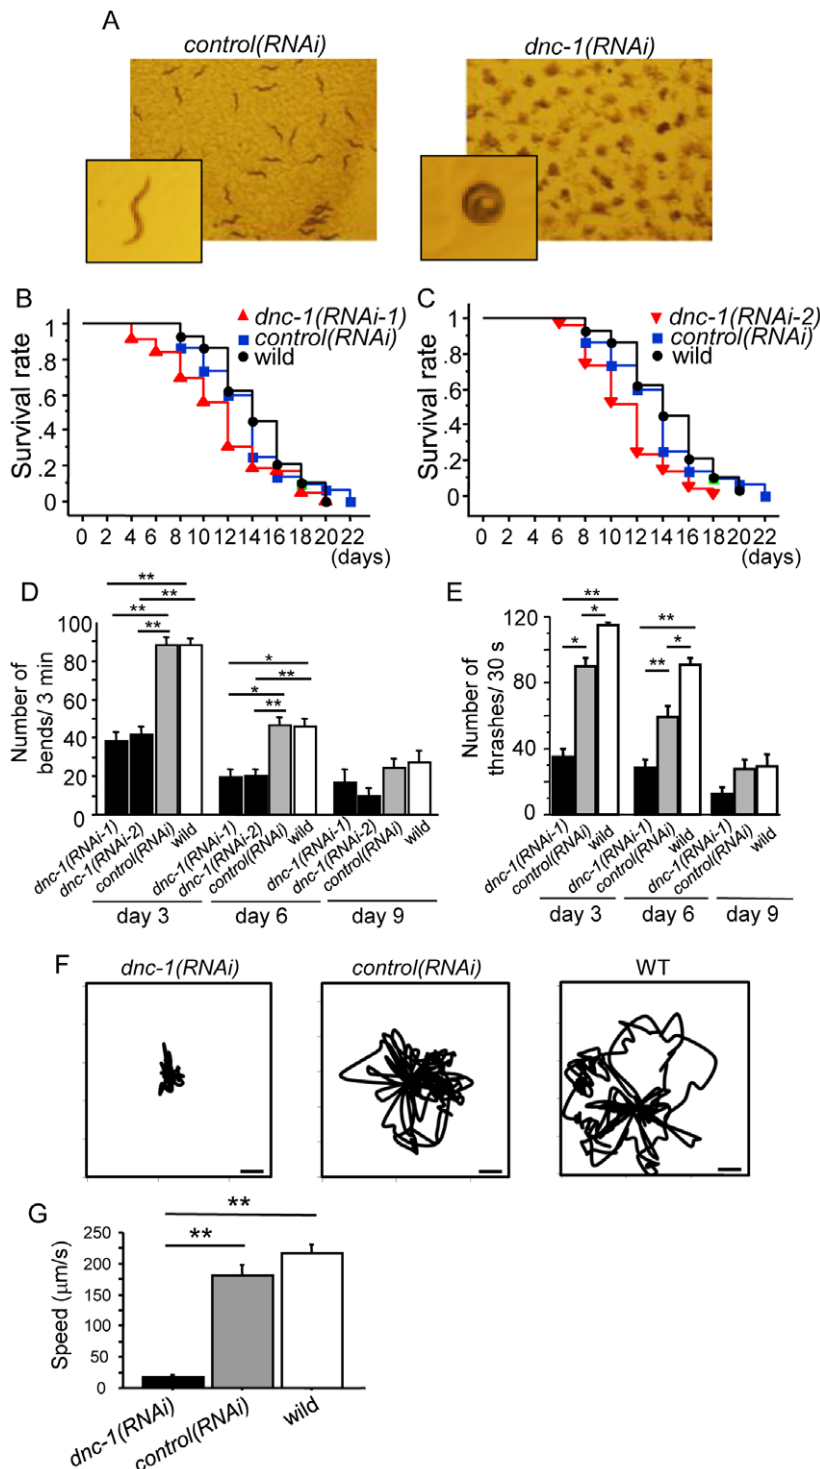 A
control(RNAi)
dnc-1(RNAi)
B
dnc-1(RNAi-1)
control(RNAi)
wild
Survival rate
1
.8
.6
.4
.2
0
0 2 4 6 8 10 12 14 16 18 20 22
(days)
C
dnc-1(RNAi-2)
control(RNAi)
wild
Survival rate
1
.8
.6
.4
.2
0
0 2 4 6 8 10 12 14 16 18 20 22
(days)
D
Number of
bends/ 3 min
100
80
60
40
20
0
**
**
**
**
*
**
*
**
dnc-1(RNAi-1)
dnc-1(RNAi-2)
control(RNAi)
wild
dnc-1(RNAi-1)
dnc-1(RNAi-2)
control(RNAi)
wild
dnc-1(RNAi-1)
dnc-1(RNAi-2)
control(RNAi)
wild
day 3
day 6
day 9
E
Number of
thrashes/ 30 s
120
90
60
30
0
**
*
*
**
*
**
dnc-1(RNAi-1)
control(RNAi)
wild
dnc-1(RNAi-1)
control(RNAi)
wild
dnc-1(RNAi-1)
control(RNAi)
wild
day 3
day 6
day 9
F
dnc-1(RNAi)
control(RNAi)
WT
G
Speed (μm/s)
250
200
150
100
50
0
**
**
dnc-1(RNAi)
control(RNAi)
wild